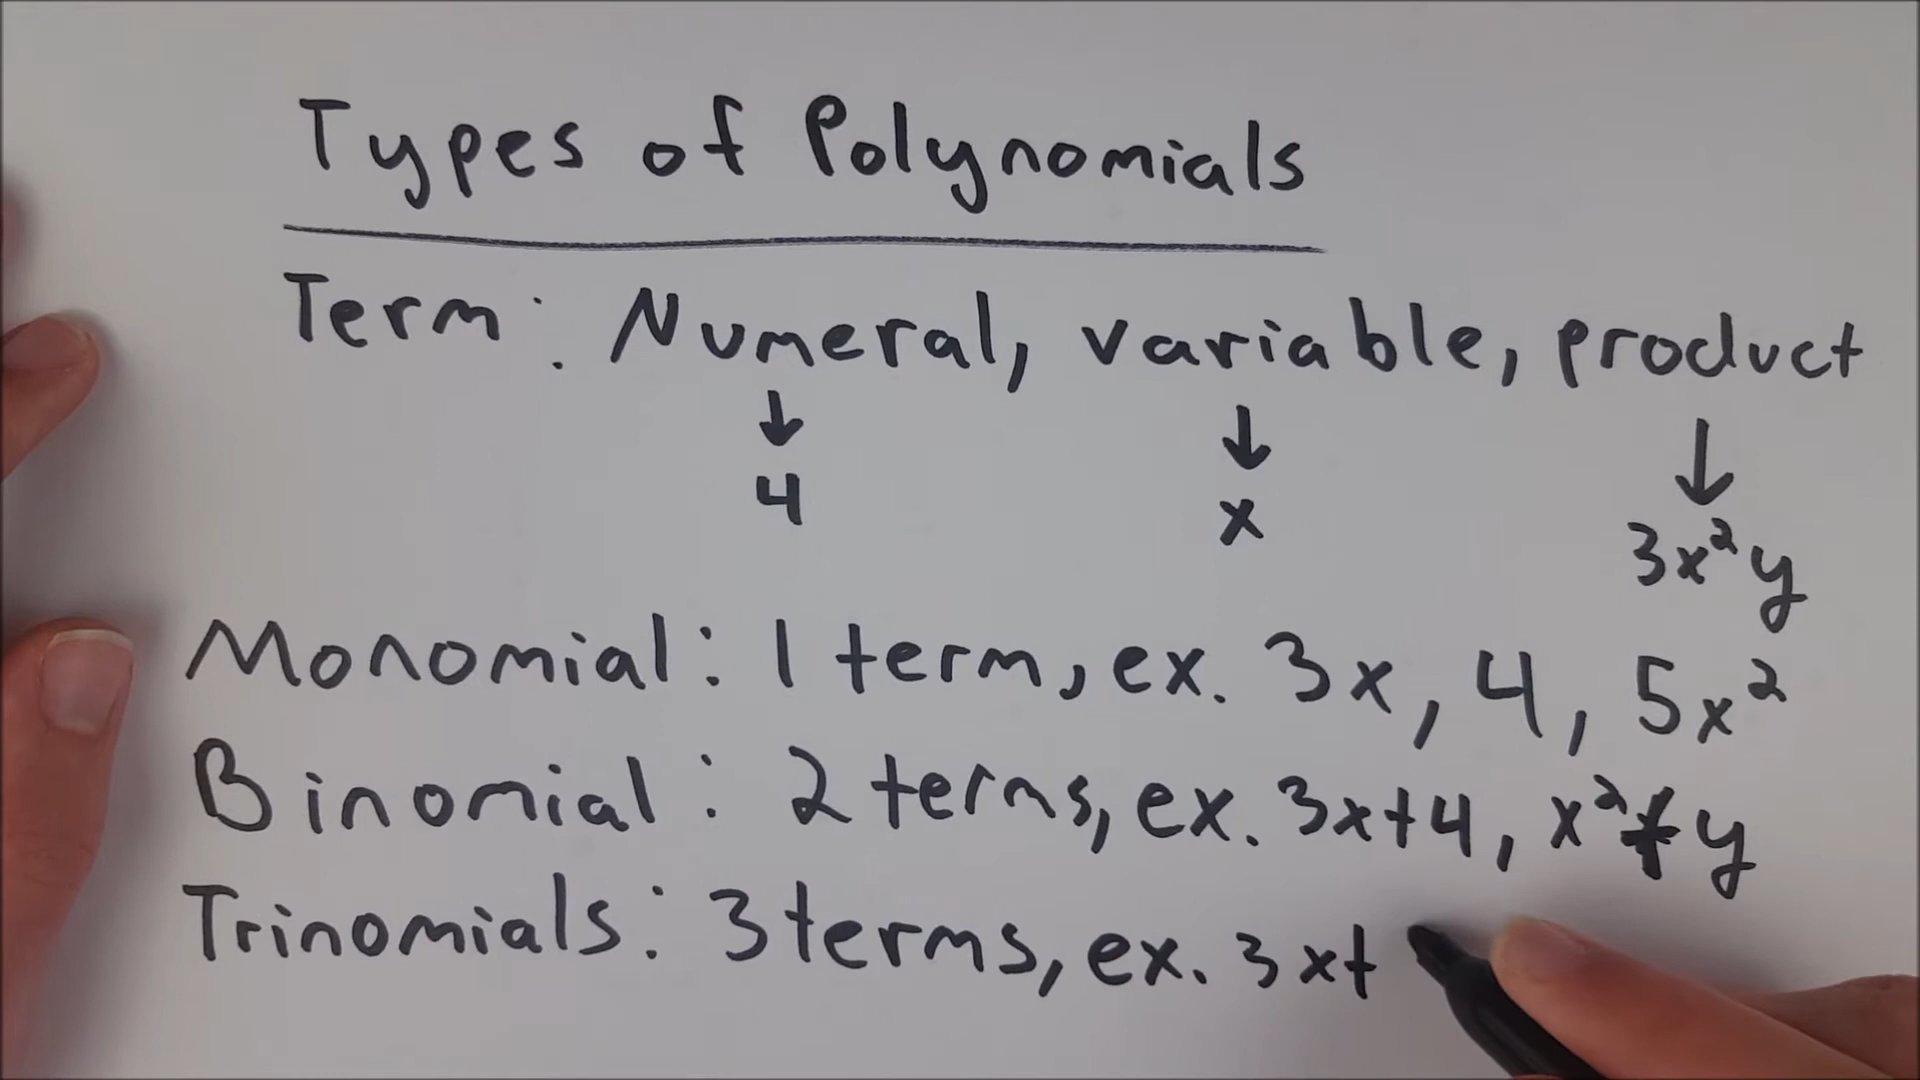 Types of Polynomials
Term: Numeral, variable, product
↓ ↓ ↓
4 x 3x²y
Monomial: 1 term, ex. 3x, 4, 5x²
Binomial: 2 terms, ex. 3x+4, x²+y
Trinomials: 3 terms, ex. 3x+